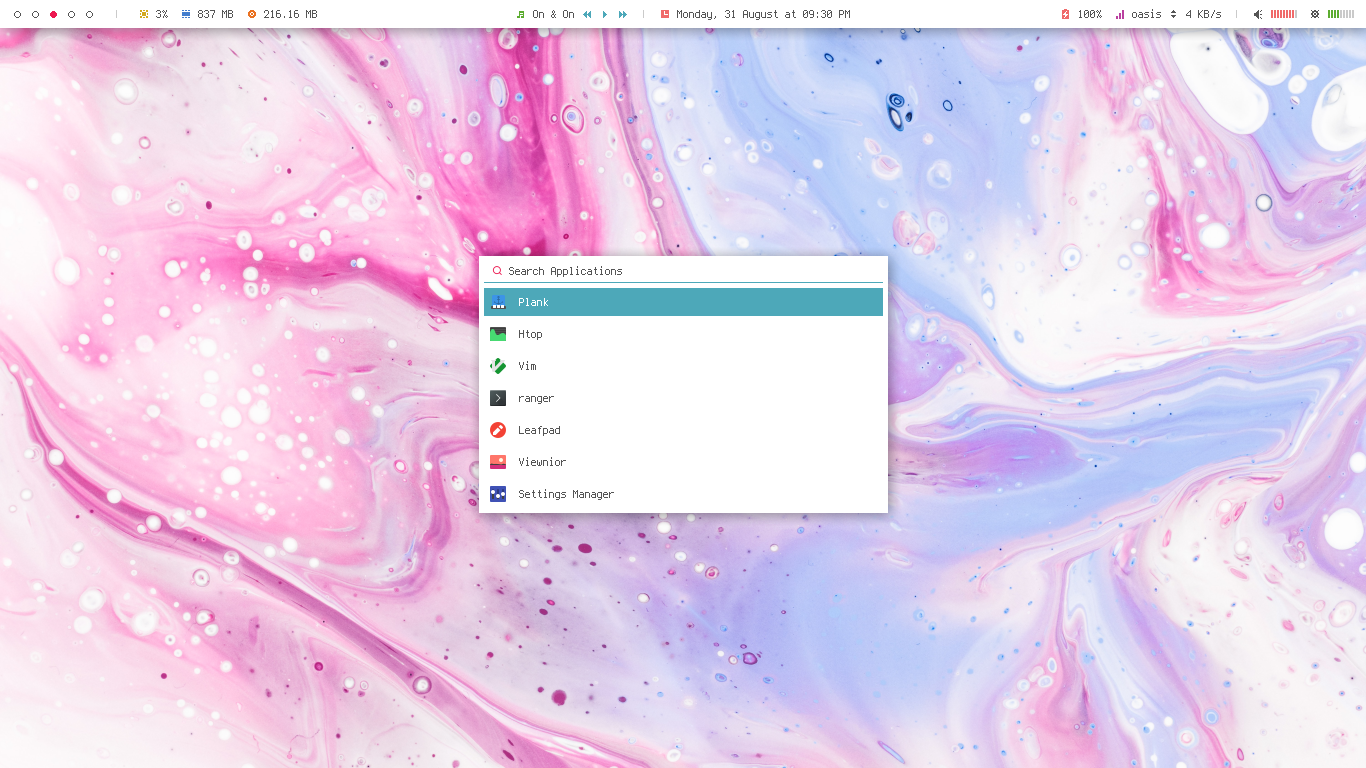 3% 837 MB 216.16 MB On & On Monday, 31 August at 09:30 PM 100% oasis 4 KB/s
Search Applications
Plank
Htop
Vim
ranger
Leafpad
Viewnior
Settings Manager